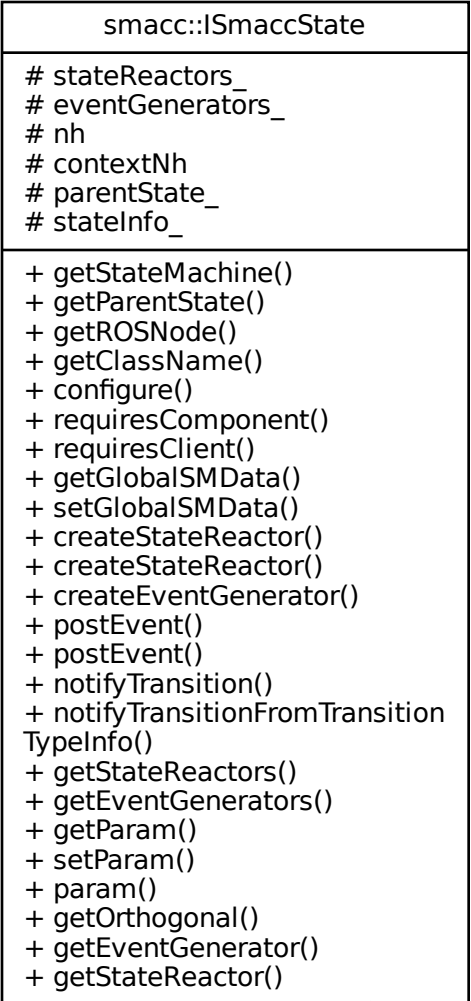 smacc::ISmaccState
# stateReactors_
# eventGenerators_
# nh
# contextNh
# parentState_
# stateInfo_
+ getStateMachine()
+ getParentState()
+ getROSNode()
+ getClassName()
+ configure()
+ requiresComponent()
+ requiresClient()
+ getGlobalSMData()
+ setGlobalSMData()
+ createStateReactor()
+ createStateReactor()
+ createEventGenerator()
+ postEvent()
+ postEvent()
+ notifyTransition()
+ notifyTransitionFromTransition
TypeInfo()
+ getStateReactors()
+ getEventGenerators()
+ getParam()
+ setParam()
+ param()
+ getOrthogonal()
+ getEventGenerator()
+ getStateReactor()